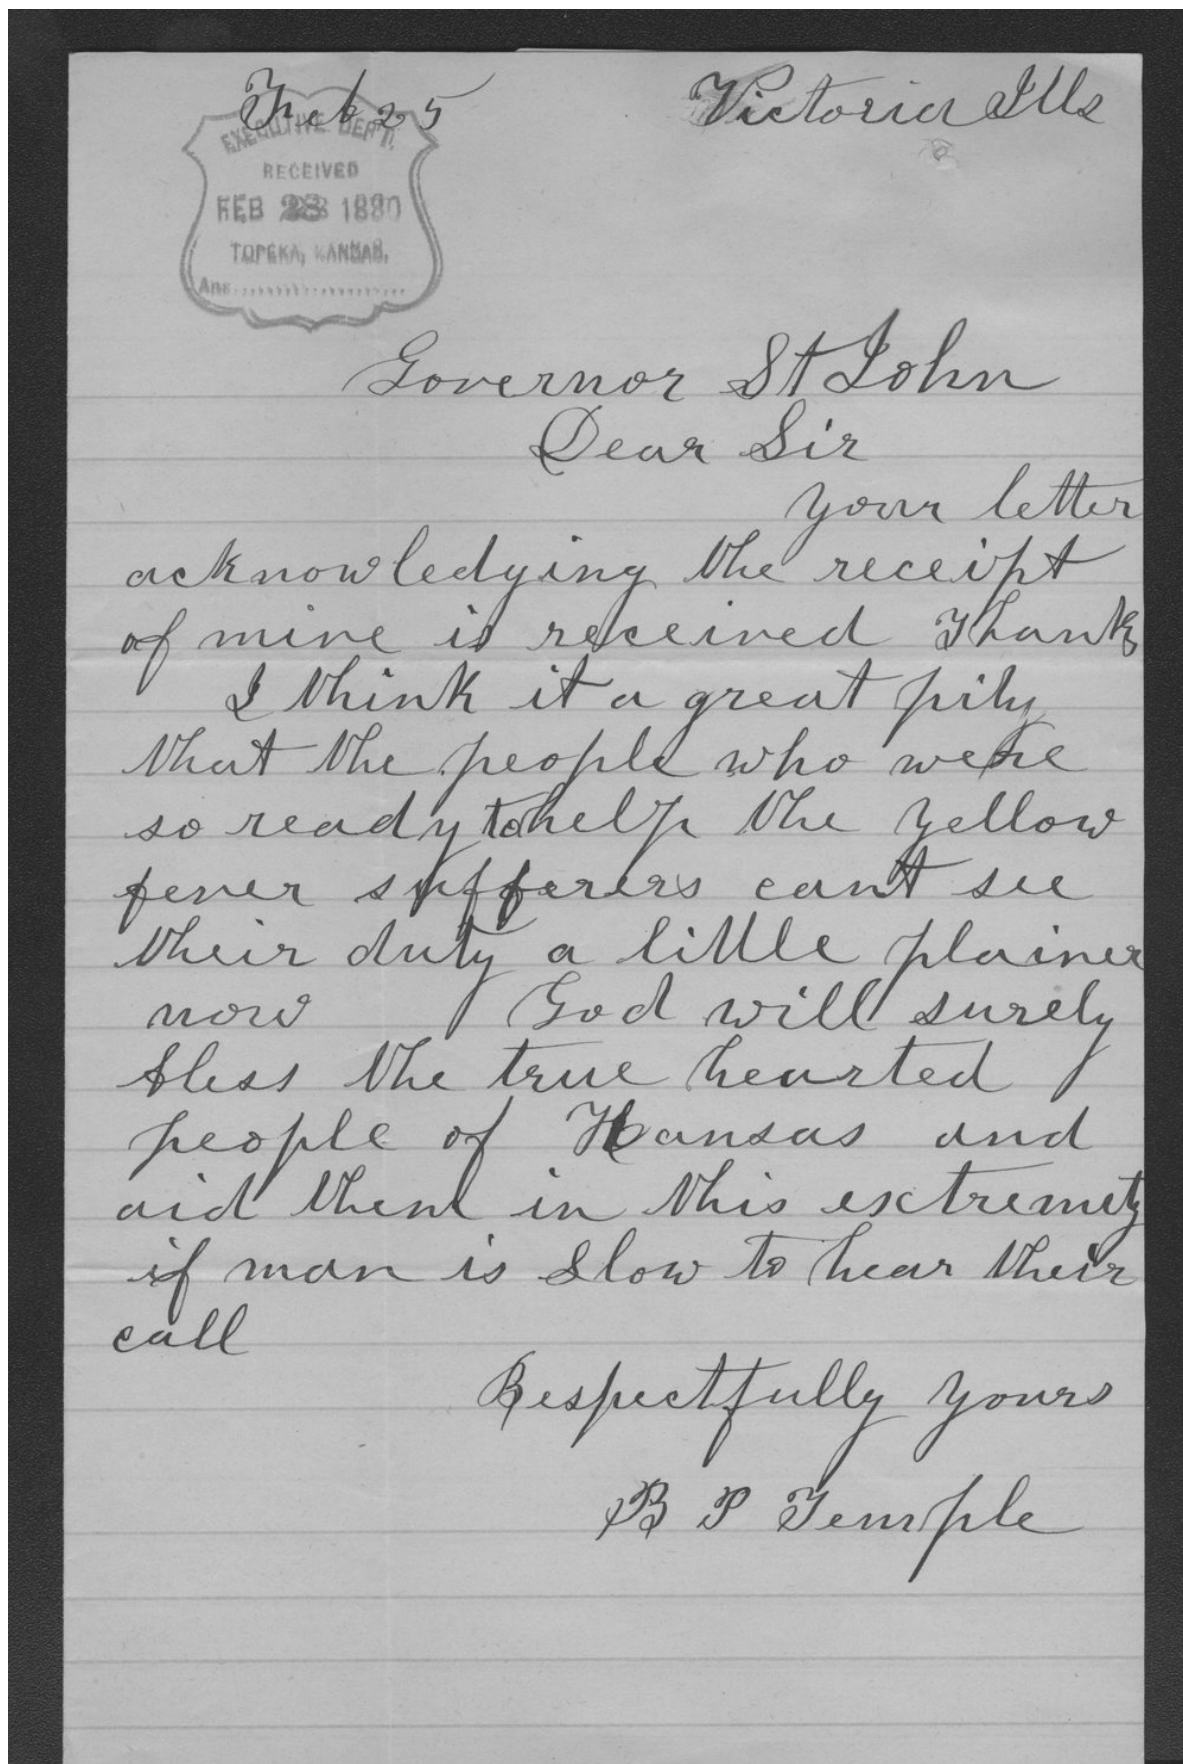 Feb 25 Victoria Ills
EXECUTIVE DEPT.
RECEIVED
FEB 28 1880
TOPEKA, KANSAS.
Ans....................
Governor St John
Dear Sir
your letter
acknowledging the receipt
of mine is received Thanks
I think it a great pity
that the people who were
so ready to help the yellow
fever sufferers cant see
their duty a little plainer
now God will surely
bless the true hearted
people of Kansas and
aid them in this extremety
if man is slow to hear their
call
Respectfully yours
B P Temple